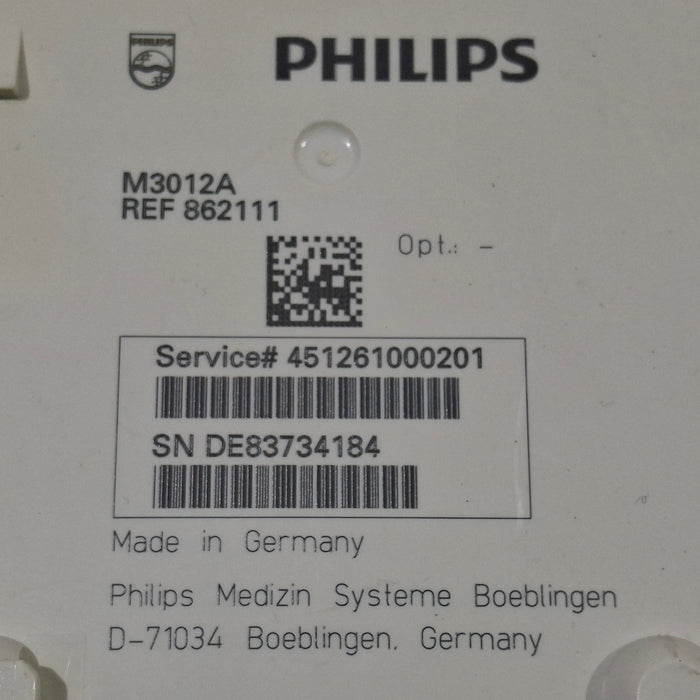 PHILIPS
PHILIPS
M3012A
REF 862111
Opt.: -
Service# 451261000201
SN DE83734184
Made in Germany
Philips Medizin Systeme Boeblingen
D-71034 Boeblingen, Germany